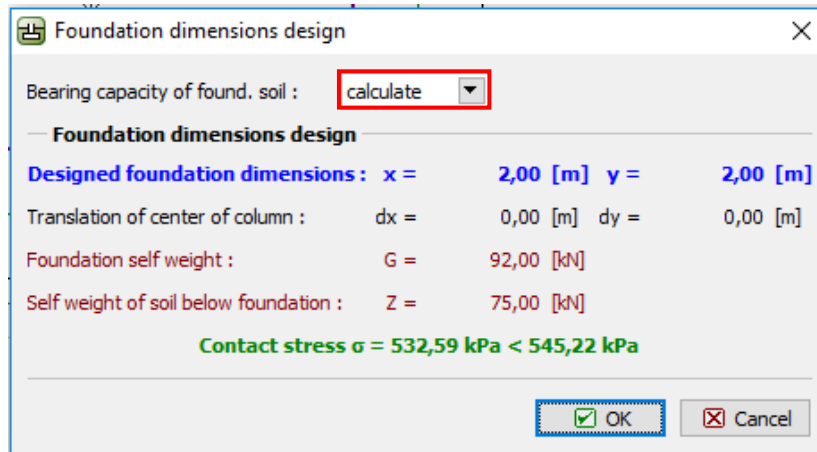 Foundation dimensions design
Bearing capacity of found. soil : calculate
Foundation dimensions design
Designed foundation dimensions : x = 2,00 [m] y = 2,00 [m]
Translation of center of column : dx = 0,00 [m] dy = 0,00 [m]
Foundation self weight : G = 92,00 [kN]
Self weight of soil below foundation : Z = 75,00 [kN]
Contact stress σ = 532,59 kPa < 545,22 kPa
OK Cancel